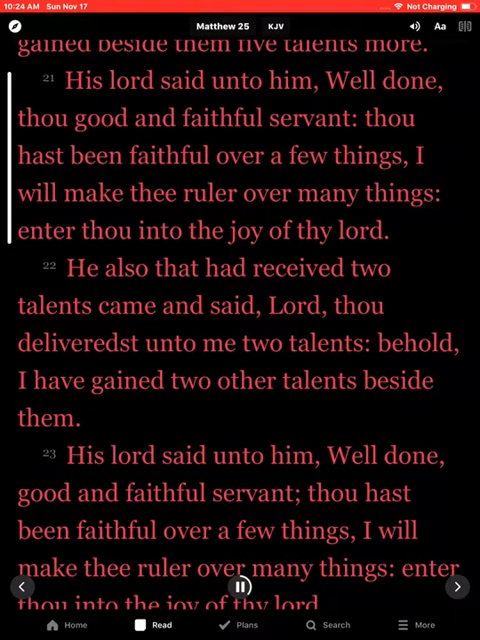 10:24 AM Sun Nov 17
Not Charging
Matthew 25 KJV
Aa
gained beside them five talents more.
21 His lord said unto him, Well done,
thou good and faithful servant: thou
hast been faithful over a few things, I
will make thee ruler over many things:
enter thou into the joy of thy lord.
22 He also that had received two
talents came and said, Lord, thou
deliveredst unto me two talents: behold,
I have gained two other talents beside
them.
23 His lord said unto him, Well done,
good and faithful servant; thou hast
been faithful over a few things, I will
make thee ruler over many things: enter
thou into the joy of thy lord.
Home Read Plans Search More